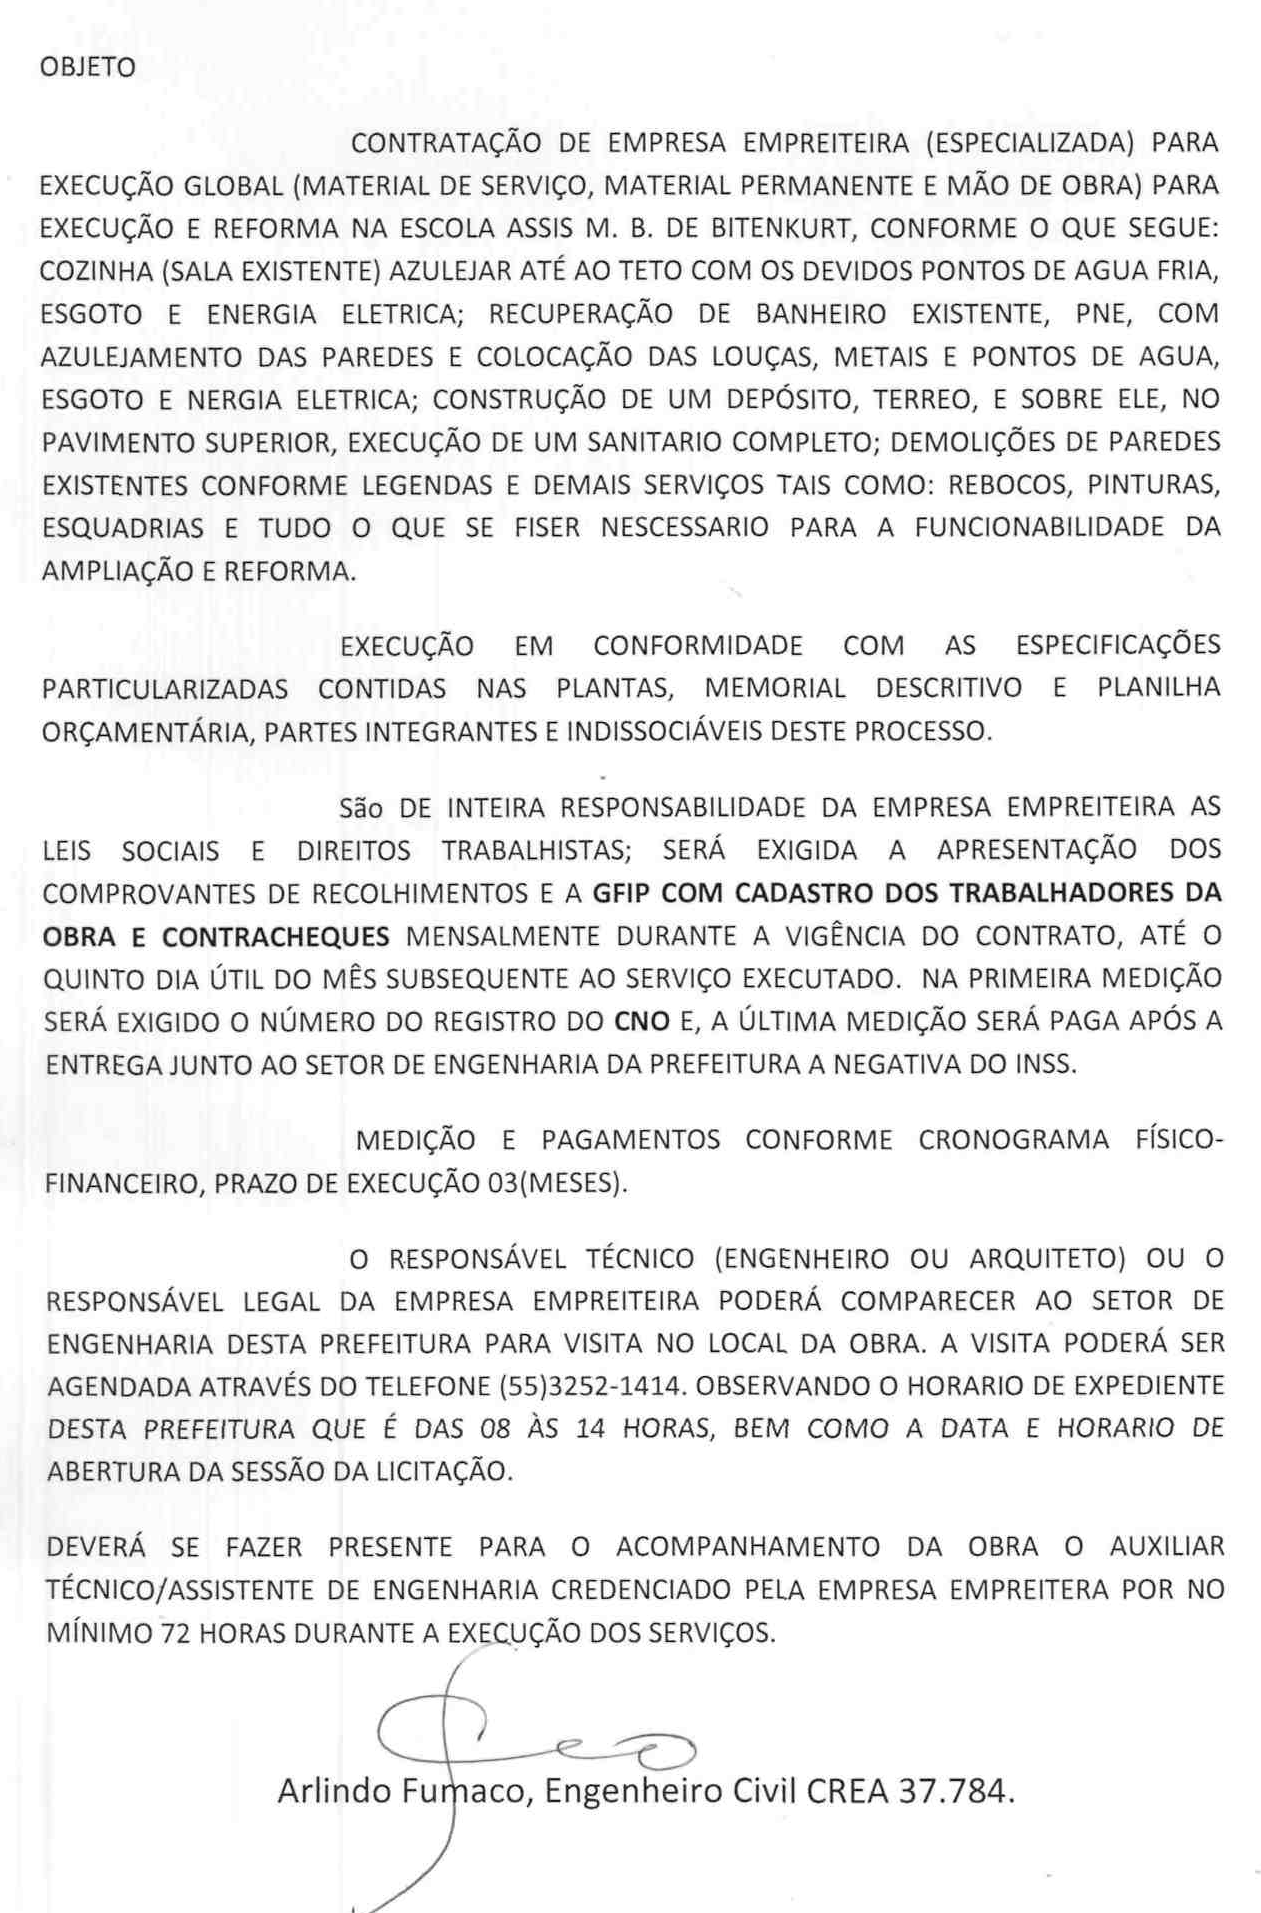 OBJETO
CONTRATAÇÃO DE EMPRESA EMPREITEIRA (ESPECIALIZADA) PARA
EXECUÇÃO GLOBAL (MATERIAL DE SERVIÇO, MATERIAL PERMANENTE E MÃO DE OBRA) PARA
EXECUÇÃO E REFORMA NA ESCOLA ASSIS M. B. DE BITENKURT, CONFORME O QUE SEGUE:
COZINHA (SALA EXISTENTE) AZULEJAR ATÉ AO TETO COM OS DEVIDOS PONTOS DE AGUA FRIA,
ESGOTO E ENERGIA ELETRICA; RECUPERAÇÃO DE BANHEIRO EXISTENTE, PNE, COM
AZULEJAMENTO DAS PAREDES E COLOCAÇÃO DAS LOUÇAS, METAIS E PONTOS DE AGUA,
ESGOTO E NERGIA ELETRICA; CONSTRUÇÃO DE UM DEPÓSITO, TERREO, E SOBRE ELE, NO
PAVIMENTO SUPERIOR, EXECUÇÃO DE UM SANITARIO COMPLETO; DEMOLIÇÕES DE PAREDES
EXISTENTES CONFORME LEGENDAS E DEMAIS SERVIÇOS TAIS COMO: REBOCOS, PINTURAS,
ESQUADRIAS E TUDO O QUE SE FISER NESCESSARIO PARA A FUNCIONABILIDADE DA
AMPLIAÇÃO E REFORMA.
EXECUÇÃO EM CONFORMIDADE COM AS ESPECIFICAÇÕES
PARTICULARIZADAS CONTIDAS NAS PLANTAS, MEMORIAL DESCRITIVO E PLANILHA
ORÇAMENTÁRIA, PARTES INTEGRANTES E INDISSOCIÁVEIS DESTE PROCESSO.
São DE INTEIRA RESPONSABILIDADE DA EMPRESA EMPREITEIRA AS
LEIS SOCIAIS E DIREITOS TRABALHISTAS; SERÁ EXIGIDA A APRESENTAÇÃO DOS
COMPROVANTES DE RECOLHIMENTOS E A GFIP COM CADASTRO DOS TRABALHADORES DA
OBRA E CONTRACHEQUES MENSALMENTE DURANTE A VIGÊNCIA DO CONTRATO, ATÉ O
QUINTO DIA ÚTIL DO MÊS SUBSEQUENTE AO SERVIÇO EXECUTADO. NA PRIMEIRA MEDIÇÃO
SERÁ EXIGIDO O NÚMERO DO REGISTRO DO CNO E, A ÚLTIMA MEDIÇÃO SERÁ PAGA APÓS A
ENTREGA JUNTO AO SETOR DE ENGENHARIA DA PREFEITURA A NEGATIVA DO INSS.
MEDIÇÃO E PAGAMENTOS CONFORME CRONOGRAMA FÍSICO-
FINANCEIRO, PRAZO DE EXECUÇÃO 03(MESES).
O RESPONSÁVEL TÉCNICO (ENGENHEIRO OU ARQUITETO) OU O
RESPONSÁVEL LEGAL DA EMPRESA EMPREITEIRA PODERÁ COMPARECER AO SETOR DE
ENGENHARIA DESTA PREFEITURA PARA VISITA NO LOCAL DA OBRA. A VISITA PODERÁ SER
AGENDADA ATRAVÉS DO TELEFONE (55)3252-1414. OBSERVANDO O HORARIO DE EXPEDIENTE
DESTA PREFEITURA QUE É DAS 08 ÀS 14 HORAS, BEM COMO A DATA E HORARIO DE
ABERTURA DA SESSÃO DA LICITAÇÃO.
DEVERÁ SE FAZER PRESENTE PARA O ACOMPANHAMENTO DA OBRA O AUXILIAR
TÉCNICO/ASSISTENTE DE ENGENHARIA CREDENCIADO PELA EMPRESA EMPREITERA POR NO
MÍNIMO 72 HORAS DURANTE A EXECUÇÃO DOS SERVIÇOS.
Arlindo Fumaco, Engenheiro Civil CREA 37.784.